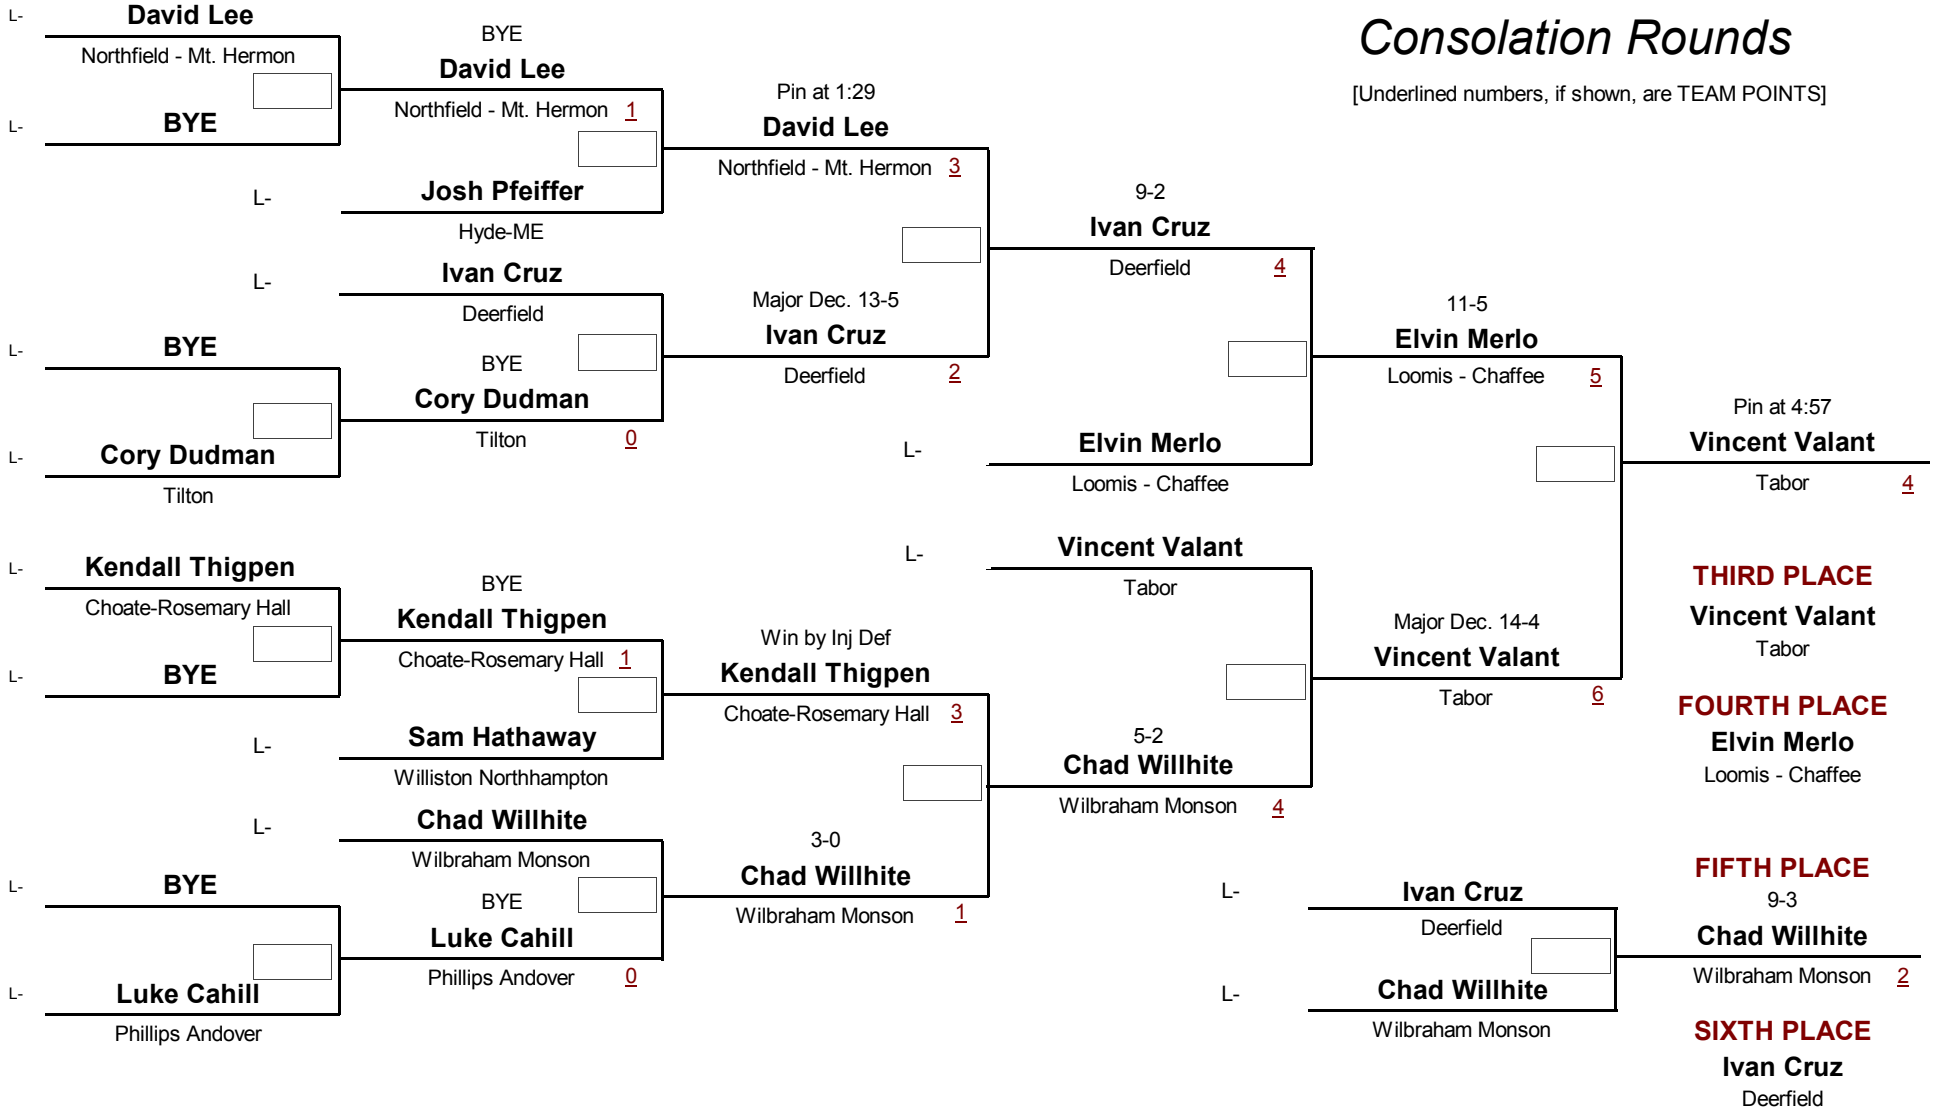 Consolation Rounds
[Underlined numbers, if shown, are TEAM POINTS]
L-
David Lee
Northfield - Mt. Hermon
L-
BYE
L-
BYE
L-
Cory Dudman
Tilton
L-
Kendall Thigpen
Choate-Rosemary Hall
L-
BYE
L-
BYE
L-
Luke Cahill
Phillips Andover
BYE
David Lee
Northfield - Mt. Hermon 1
L-
Josh Pfeiffer
Hyde-ME
L-
Ivan Cruz
Deerfield
BYE
Cory Dudman
Tilton 0
BYE
Kendall Thigpen
Choate-Rosemary Hall 1
L-
Sam Hathaway
Williston Northhampton
L-
Chad Willhite
Wilbraham Monson
BYE
Luke Cahill
Phillips Andover 0
Pin at 1:29
David Lee
Northfield - Mt. Hermon 3
Major Dec. 13-5
Ivan Cruz
Deerfield 2
Win by Inj Def
Kendall Thigpen
Choate-Rosemary Hall 3
3-0
Chad Willhite
Wilbraham Monson 1
9-2
Ivan Cruz
Deerfield 4
L-
Elvin Merlo
Loomis - Chaffee
L-
Vincent Valant
Tabor
5-2
Chad Willhite
Wilbraham Monson 4
11-5
Elvin Merlo
Loomis - Chaffee 5
Major Dec. 14-4
Vincent Valant
Tabor 6
Pin at 4:57
Vincent Valant
Tabor 4
THIRD PLACE
Vincent Valant
Tabor
FOURTH PLACE
Elvin Merlo
Loomis - Chaffee
L-
Ivan Cruz
Deerfield
L-
Chad Willhite
Wilbraham Monson
FIFTH PLACE
9-3
Chad Willhite
Wilbraham Monson 2
SIXTH PLACE
Ivan Cruz
Deerfield